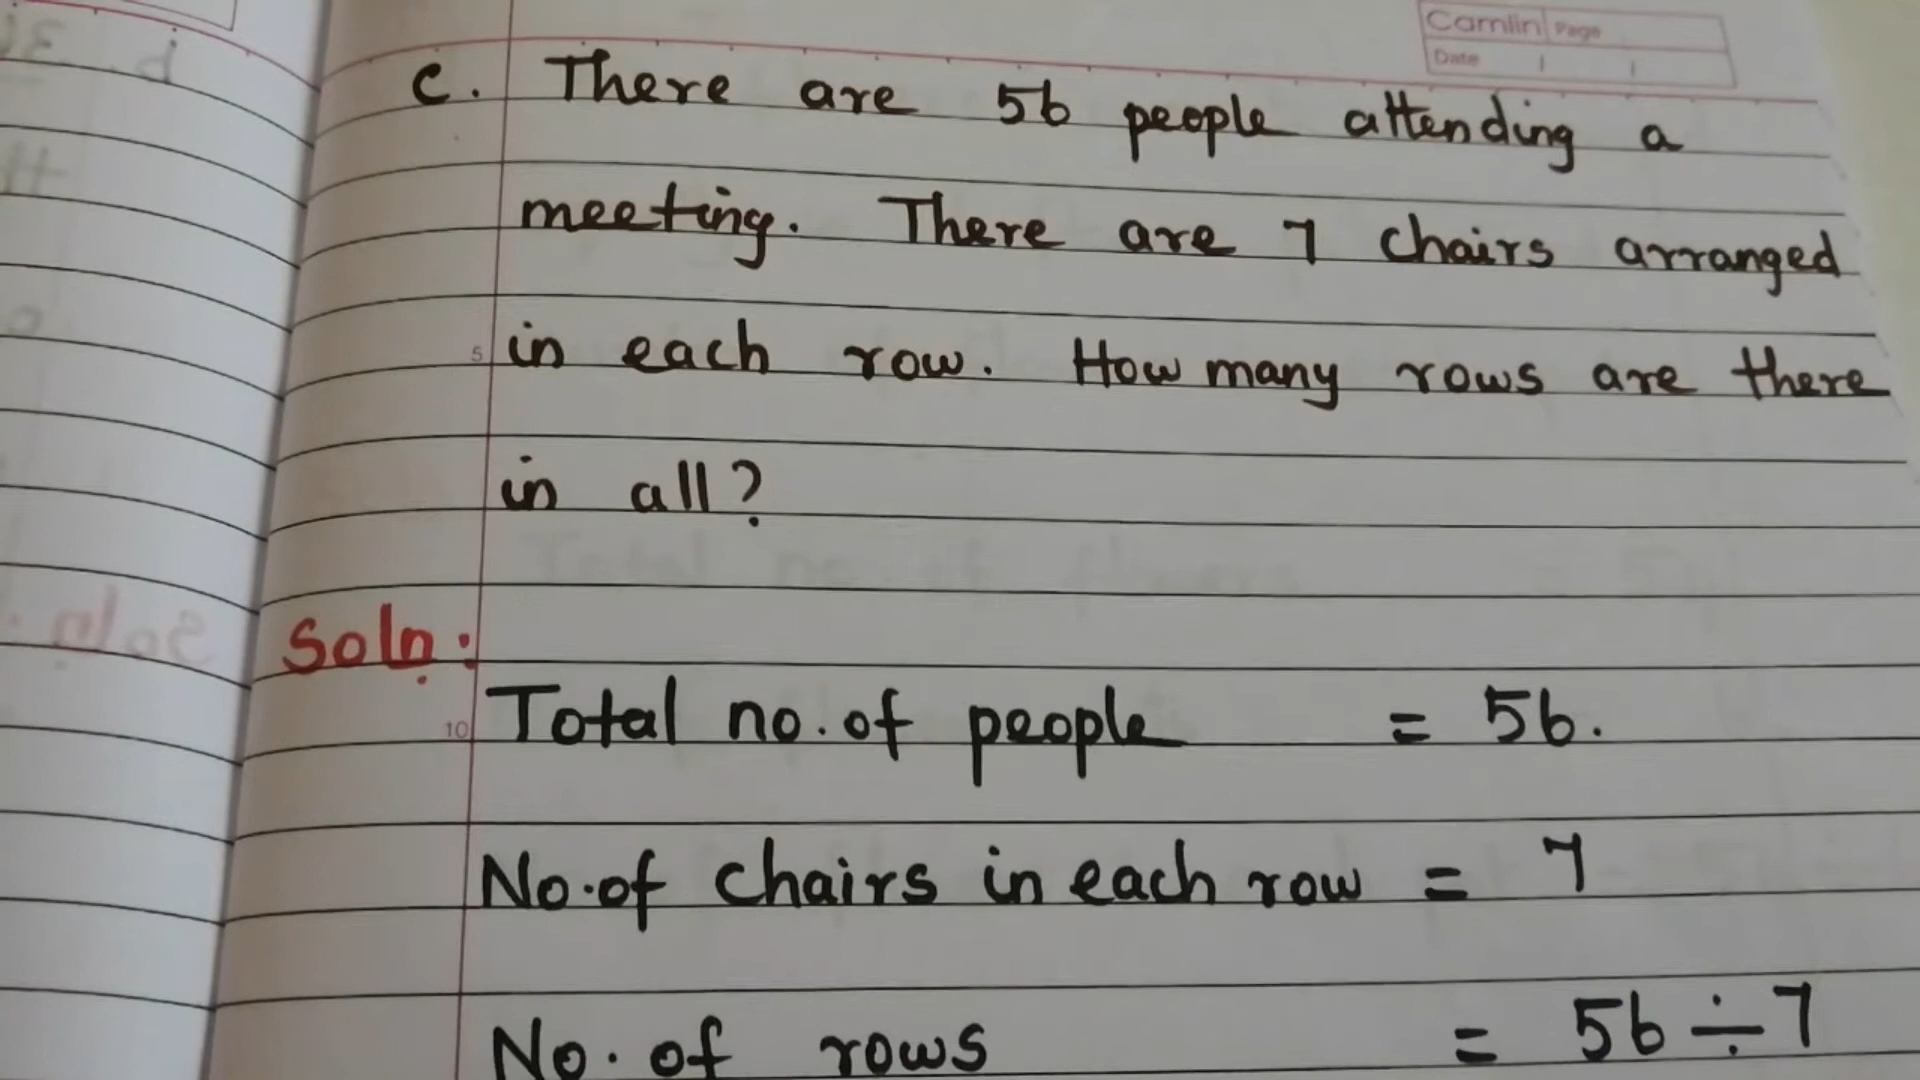 Camlin Page
Date
c. There are 56 people attending a
meeting. There are 7 chairs arranged
5 in each row. How many rows are there
in all?
Soln:
10 Total no. of people = 56.
No. of chairs in each row = 7
No. of rows = 56 ÷ 7